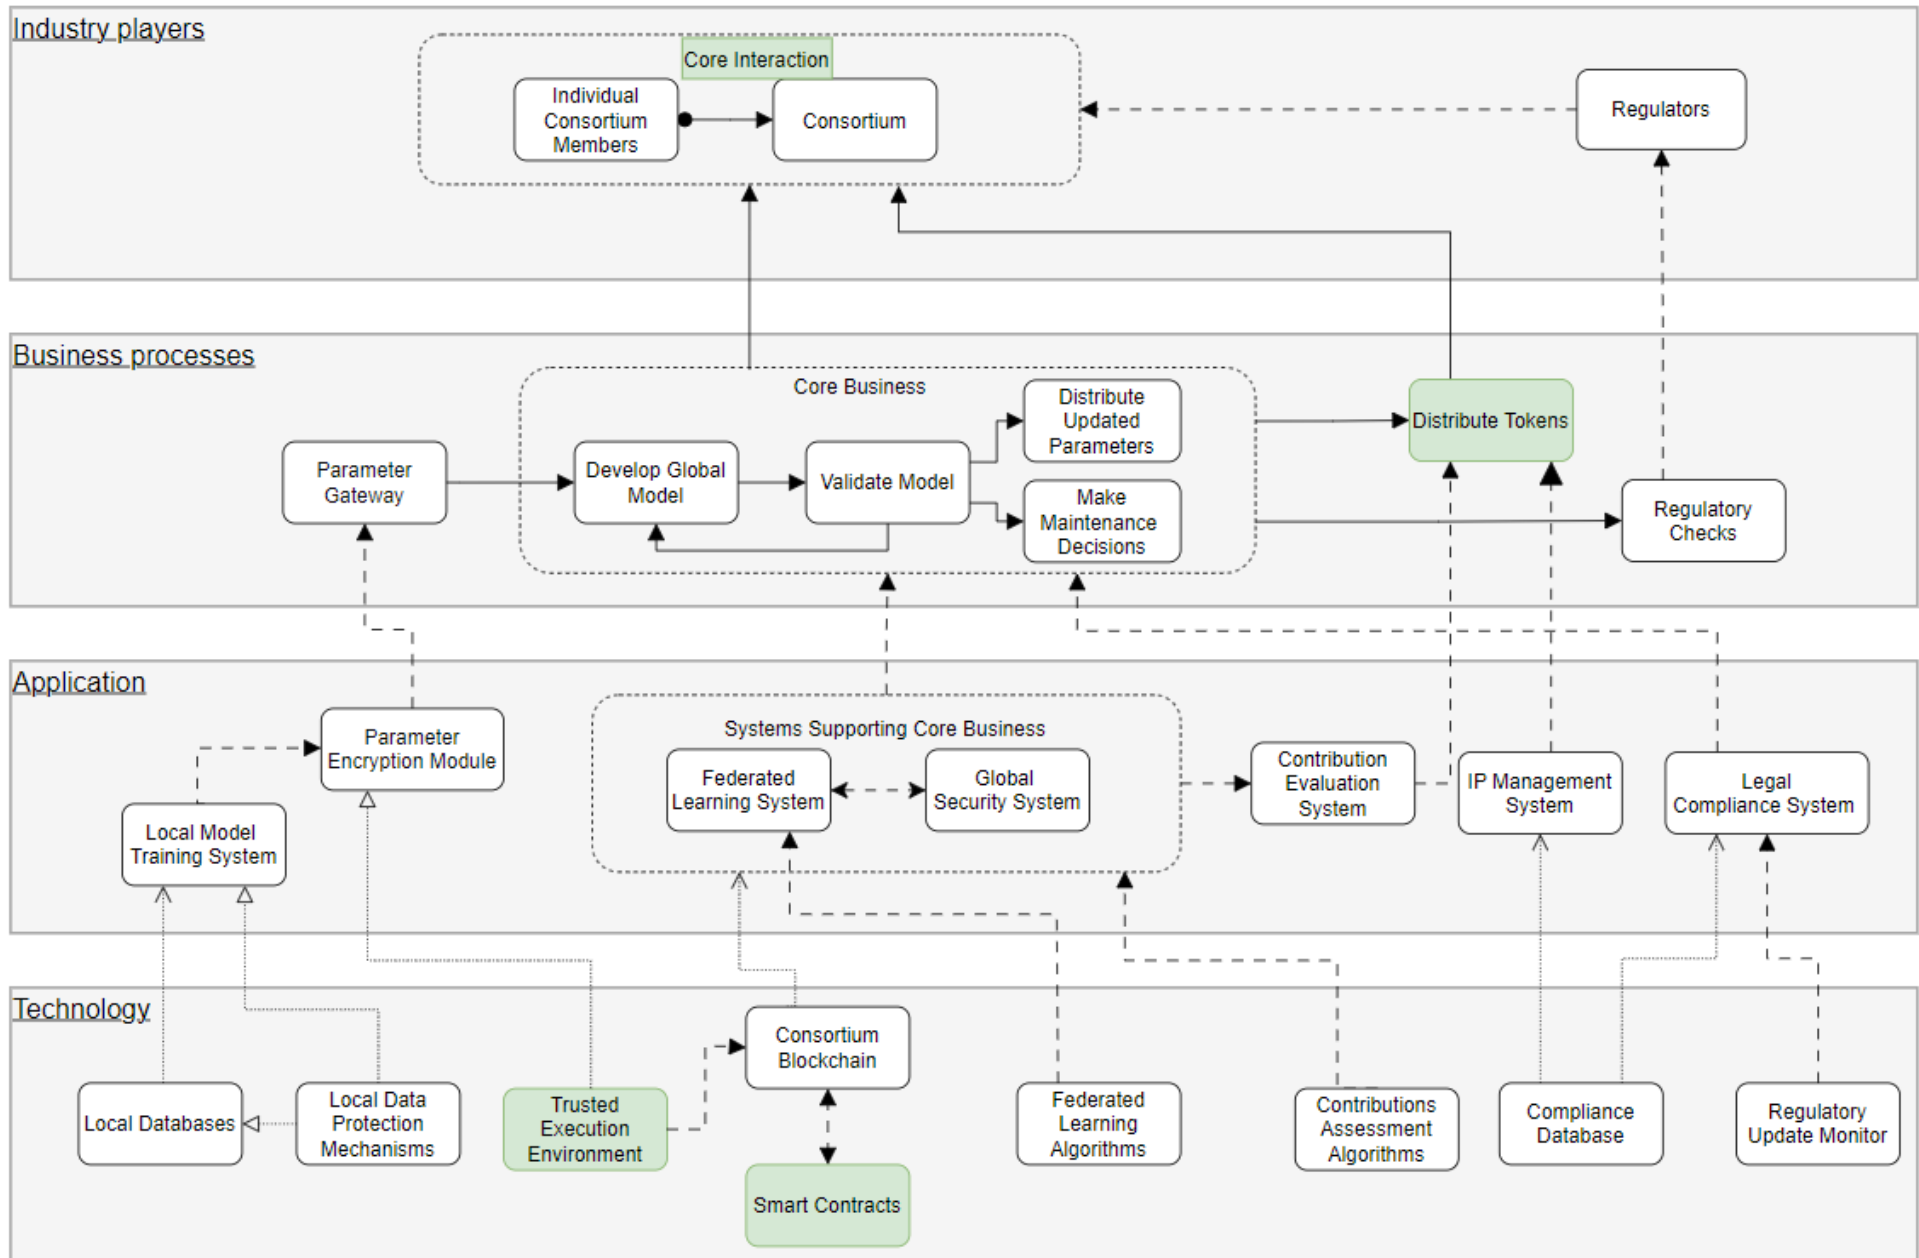 Industry players
Core Interaction
Individual
Consortium
Members
Consortium
Regulators
Business processes
Core Business
Distribute
Updated
Parameters
Distribute Tokens
Parameter
Gateway
Develop Global
Model
Validate Model
Make
Maintenance
Decisions
Regulatory
Checks
Application
Parameter
Encryption Module
Systems Supporting Core Business
Federated
Learning System
Global
Security System
Contribution
Evaluation
System
IP Management
System
Legal
Compliance System
Local Model
Training System
Technology
Consortium
Blockchain
Local Databases
Local Data
Protection
Mechanisms
Trusted
Execution
Environment
Federated
Learning
Algorithms
Contributions
Assessment
Algorithms
Compliance
Database
Regulatory
Update Monitor
Smart Contracts